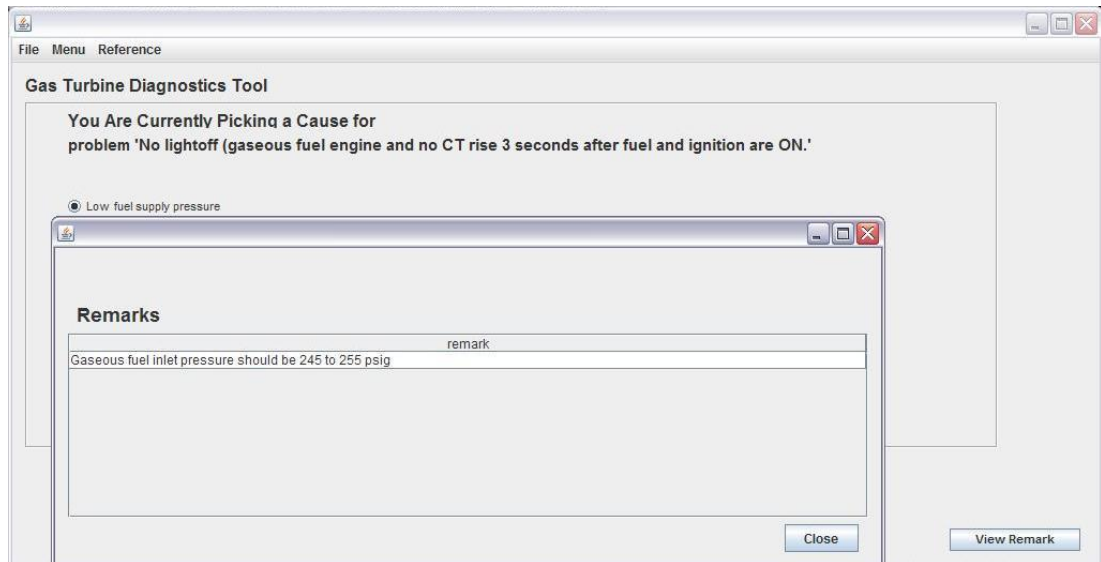 File Menu Reference
Gas Turbine Diagnostics Tool
You Are Currently Picking a Cause for
problem 'No lightoff (gaseous fuel engine and no CT rise 3 seconds after fuel and ignition are ON.'
Low fuel supply pressure
Remarks
remark
Gaseous fuel inlet pressure should be 245 to 255 psig
Close
View Remark